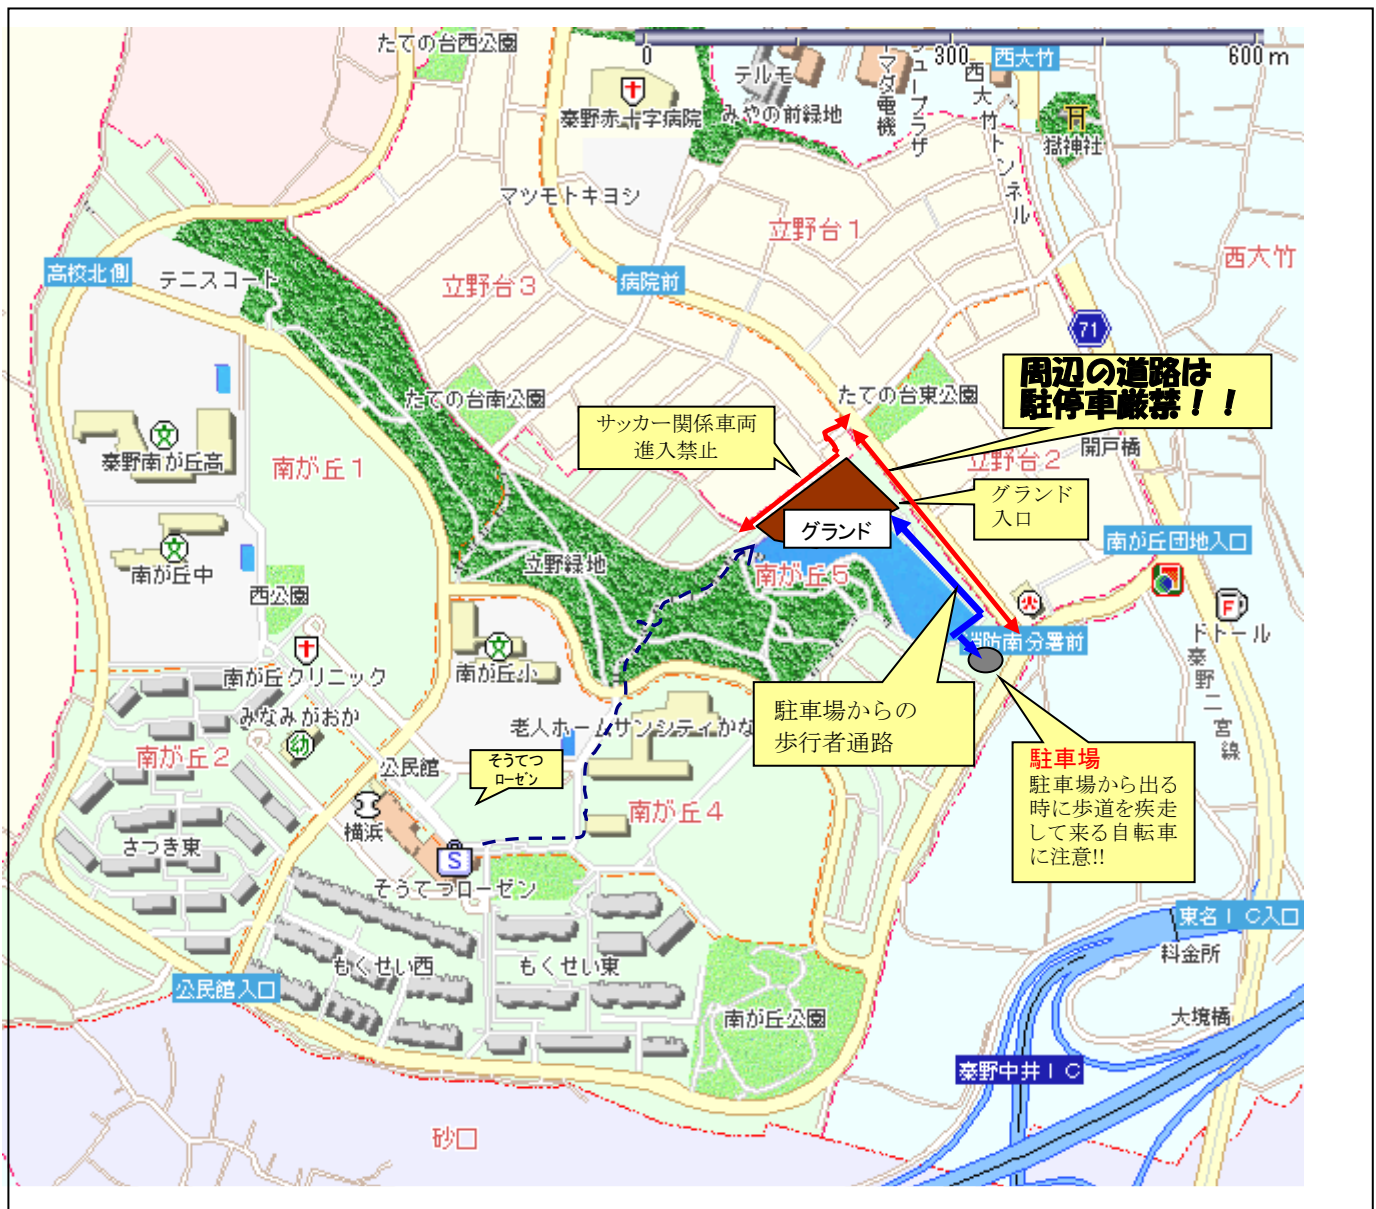 たての台西公園
0
300
600 m
西大竹
テルモ
秦野赤十字病院
みやの前緑地
マダ電機
ュープラザ
西大竹トンネル
嶽神社
マツモトキヨシ
立野台1
西大竹
高校北側
テニスコート
立野台3
病院前
71
周辺の道路は
駐停車厳禁!!
たての台南公園
たての台東公園
サッカー関係車両
進入禁止
開戸橋
立野台2
秦野南が丘高
南が丘1
グランド
入口
グランド
南が丘団地入口
立野緑地
南が丘5
南が丘中
西公園
火
F
ドトール
消防南分署前
秦野二宮線
南が丘クリニック
南が丘小
みなみがおか
幼
駐車場からの
歩行者通路
老人ホームサンシティかな
南が丘2
公民館
そうてつ
ローゼン
駐車場
駐車場から出る
時に歩道を疾走
して来る自転車
に注意!!
南が丘4
横浜
さつき東
S
そうてつローゼン
東名IC入口
料金所
もくせい西
もくせい東
公民館入口
南が丘公園
大境橋
秦野中井IC
砂口